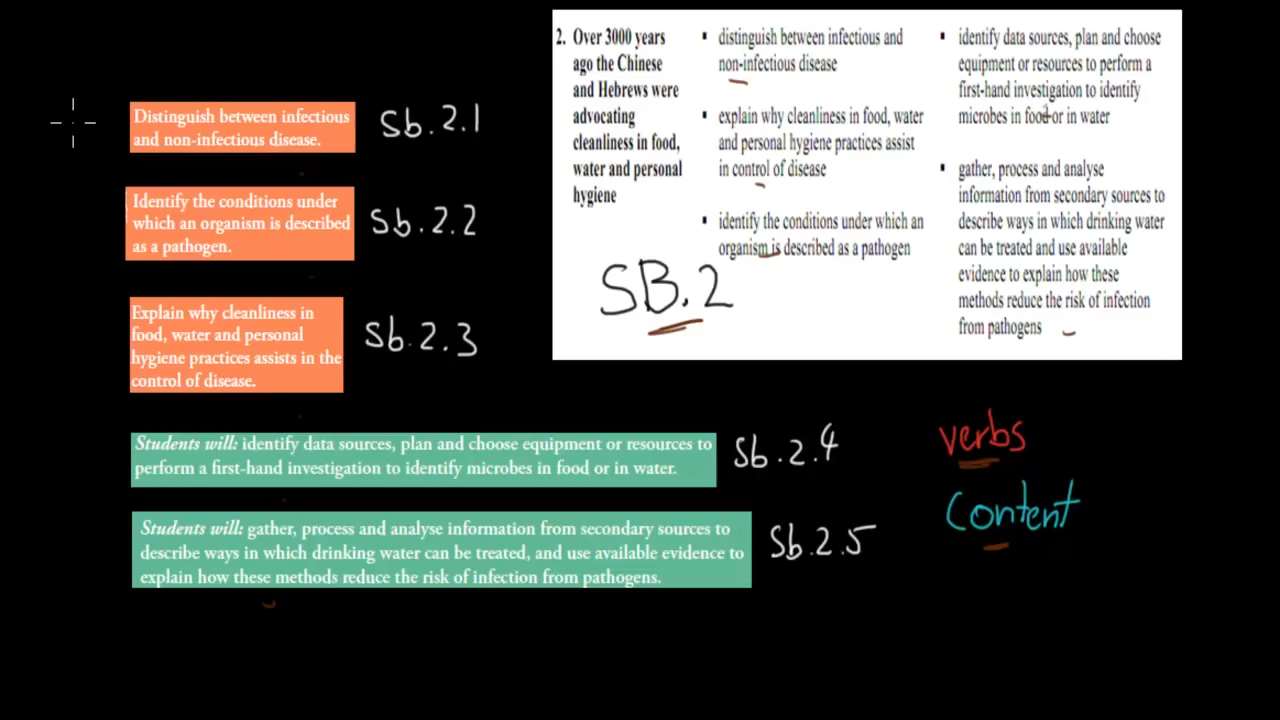 Distinguish between infectious
and non-infectious disease.
Sb.2.1
Identify the conditions under
which an organism is described
as a pathogen.
Sb.2.2
Explain why cleanliness in
food, water and personal
hygiene practices assists in the
control of disease.
Sb.2.3
2. Over 3000 years
ago the Chinese
and Hebrews were
advocating
cleanliness in food,
water and personal
hygiene
▪ distinguish between infectious and
non-infectious disease
▪ explain why cleanliness in food, water
and personal hygiene practices assist
in control of disease
▪ identify the conditions under which an
organism is described as a pathogen
SB.2
▪ identify data sources, plan and choose
equipment or resources to perform a
first-hand investigation to identify
microbes in food or in water
▪ gather, process and analyse
information from secondary sources to
describe ways in which drinking water
can be treated and use available
evidence to explain how these
methods reduce the risk of infection
from pathogens
Students will: identify data sources, plan and choose equipment or resources to
perform a first-hand investigation to identify microbes in food or in water.
Sb.2.4
verbs
Students will: gather, process and analyse information from secondary sources to
describe ways in which drinking water can be treated, and use available evidence to
explain how these methods reduce the risk of infection from pathogens.
Sb.2.5
Content